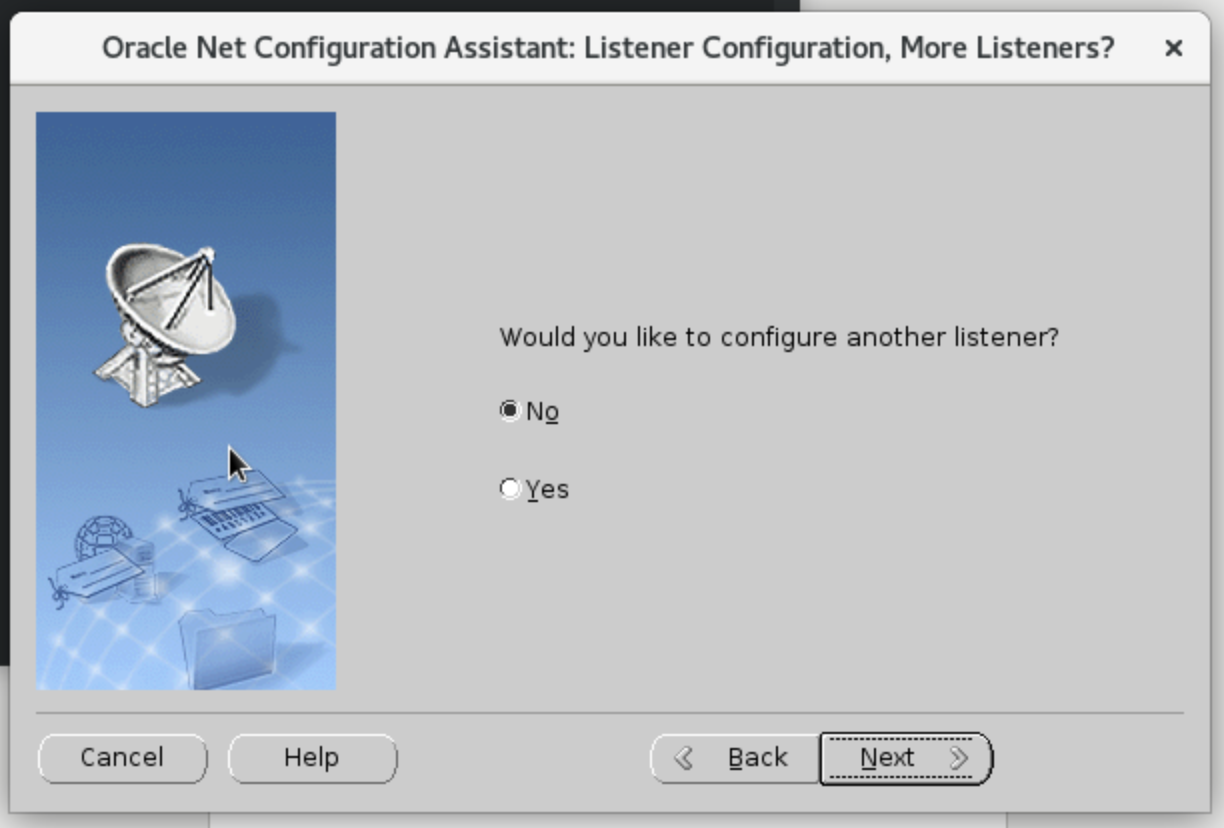 Oracle Net Configuration Assistant: Listener Configuration, More Listeners?
Would you like to configure another listener?
No
Yes
Cancel
Help
Back
Next